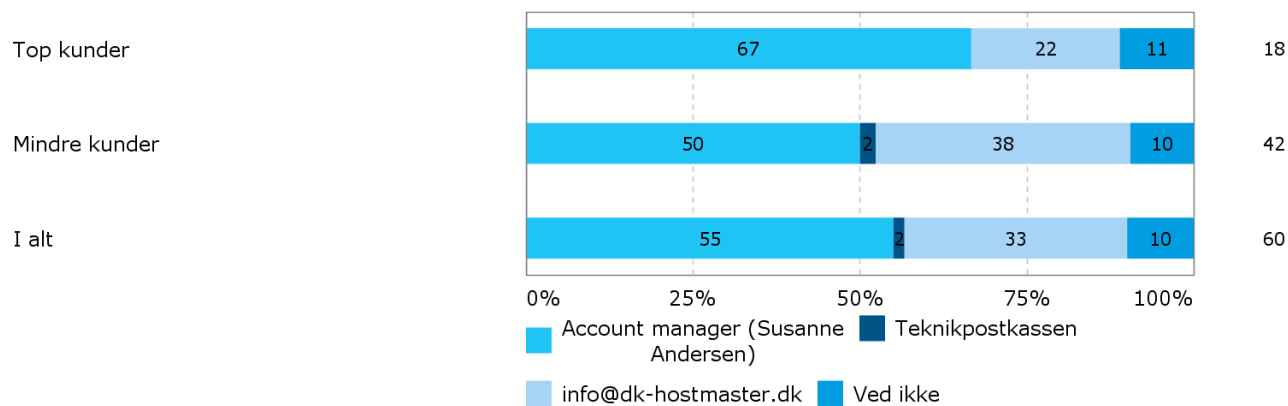 Top kunder 67 22 11 18
Mindre kunder 50 2 38 10 42
I alt 55 2 33 10 60
0% 25% 50% 75% 100%
Account manager (Susanne Teknikpostkassen
Andersen)
info@dk-hostmaster.dk Ved ikke